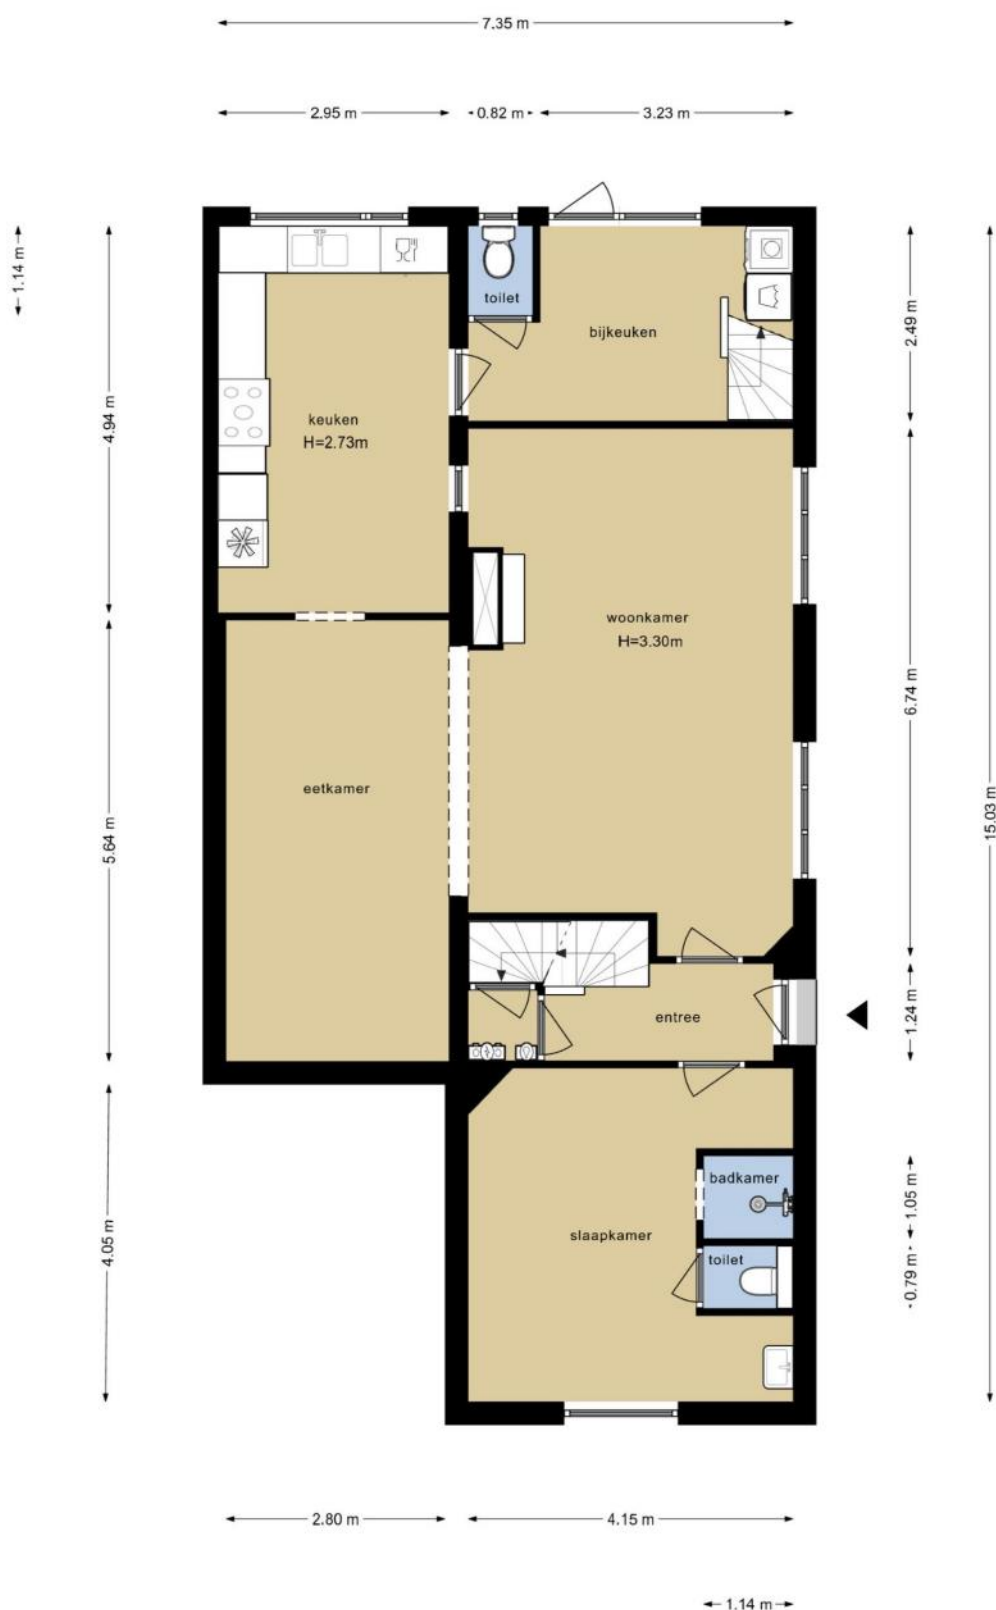 7.35 m
2.95 m
0.82 m
3.23 m
1.14 m
4.94 m
2.49 m
toilet
bijkeuken
keuken
H=2.73m
woonkamer
H=3.30m
6.74 m
15.03 m
eetkamer
5.64 m
entree
1.24 m
badkamer
1.05 m
slaapkamer
toilet
0.79 m
4.05 m
2.80 m
4.15 m
1.14 m